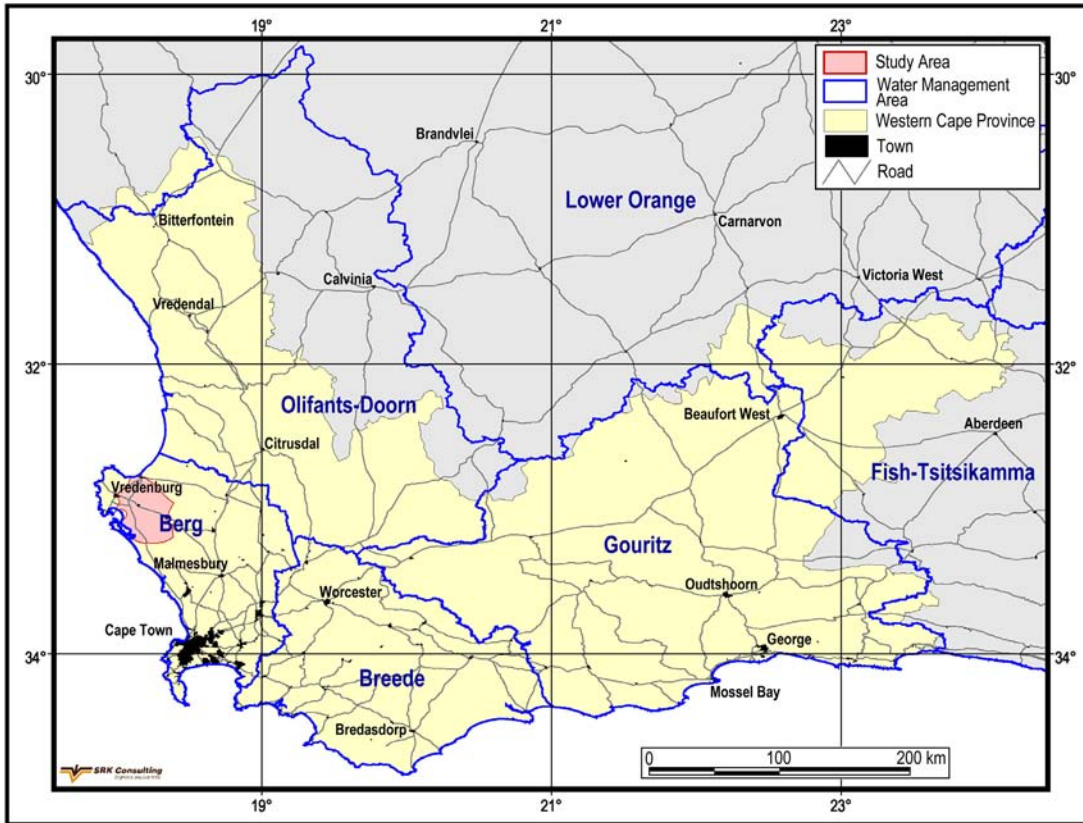 19°
21°
23°
30°
30°
Study Area
Water Management
Area
Western Cape Province
Town
Road
Brandvlei
Lower Orange
Carnarvon
Bitterfontein
Calvinia
Victoria West
Vredendal
32°
32°
Olifants-Doorn
Beaufort West
Aberdeen
Citrusdal
Fish-Tsitsikamma
Vredenburg
Berg
Gouritz
Malmesbury
Oudtshoorn
Worcester
Cape Town
George
34°
34°
Breede
Mossel Bay
Bredasdorp
0 100 200 km
SRK Consulting
19°
21°
23°